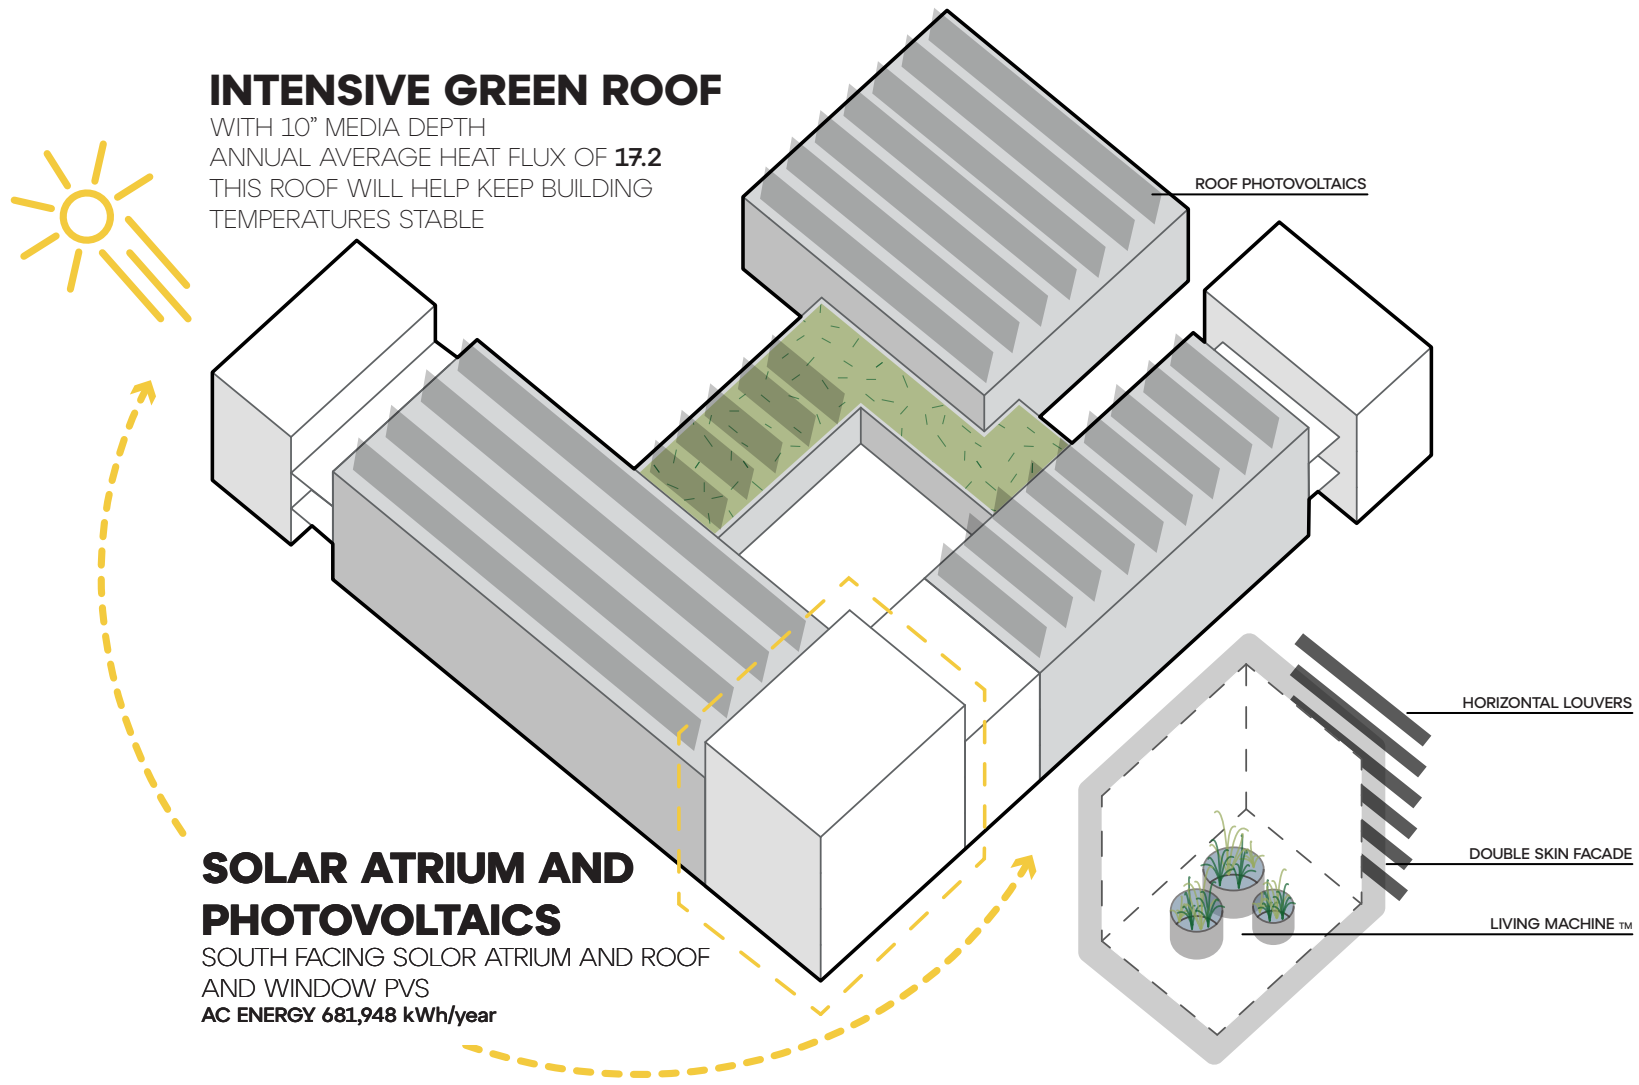 INTENSIVE GREEN ROOF
WITH 10” MEDIA DEPTH
ANNUAL AVERAGE HEAT FLUX OF 17.2
THIS ROOF WILL HELP KEEP BUILDING
TEMPERATURES STABLE
ROOF PHOTOVOLTAICS
HORIZONTAL LOUVERS
DOUBLE SKIN FACADE
LIVING MACHINE ™
SOLAR ATRIUM AND
PHOTOVOLTAICS
SOUTH FACING SOLOR ATRIUM AND ROOF
AND WINDOW PVS
AC ENERGY 681,948 kWh/year